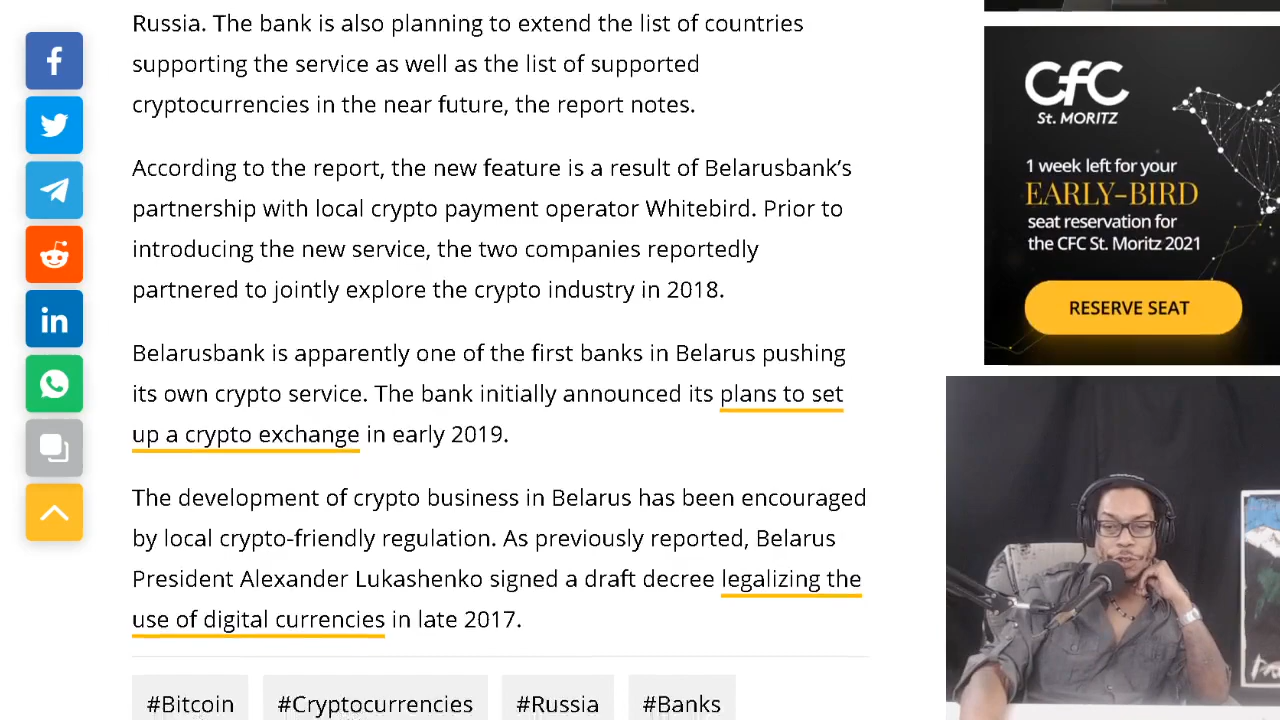 Russia. The bank is also planning to extend the list of countries
supporting the service as well as the list of supported
cryptocurrencies in the near future, the report notes.
According to the report, the new feature is a result of Belarusbank’s
partnership with local crypto payment operator Whitebird. Prior to
introducing the new service, the two companies reportedly
partnered to jointly explore the crypto industry in 2018.
Belarusbank is apparently one of the first banks in Belarus pushing
its own crypto service. The bank initially announced its plans to set
up a crypto exchange in early 2019.
The development of crypto business in Belarus has been encouraged
by local crypto-friendly regulation. As previously reported, Belarus
President Alexander Lukashenko signed a draft decree legalizing the
use of digital currencies in late 2017.
#Bitcoin #Cryptocurrencies #Russia #Banks
CfC
St. MORITZ
1 week left for your
EARLY-BIRD
seat reservation for
the CFC St. Moritz 2021
RESERVE SEAT